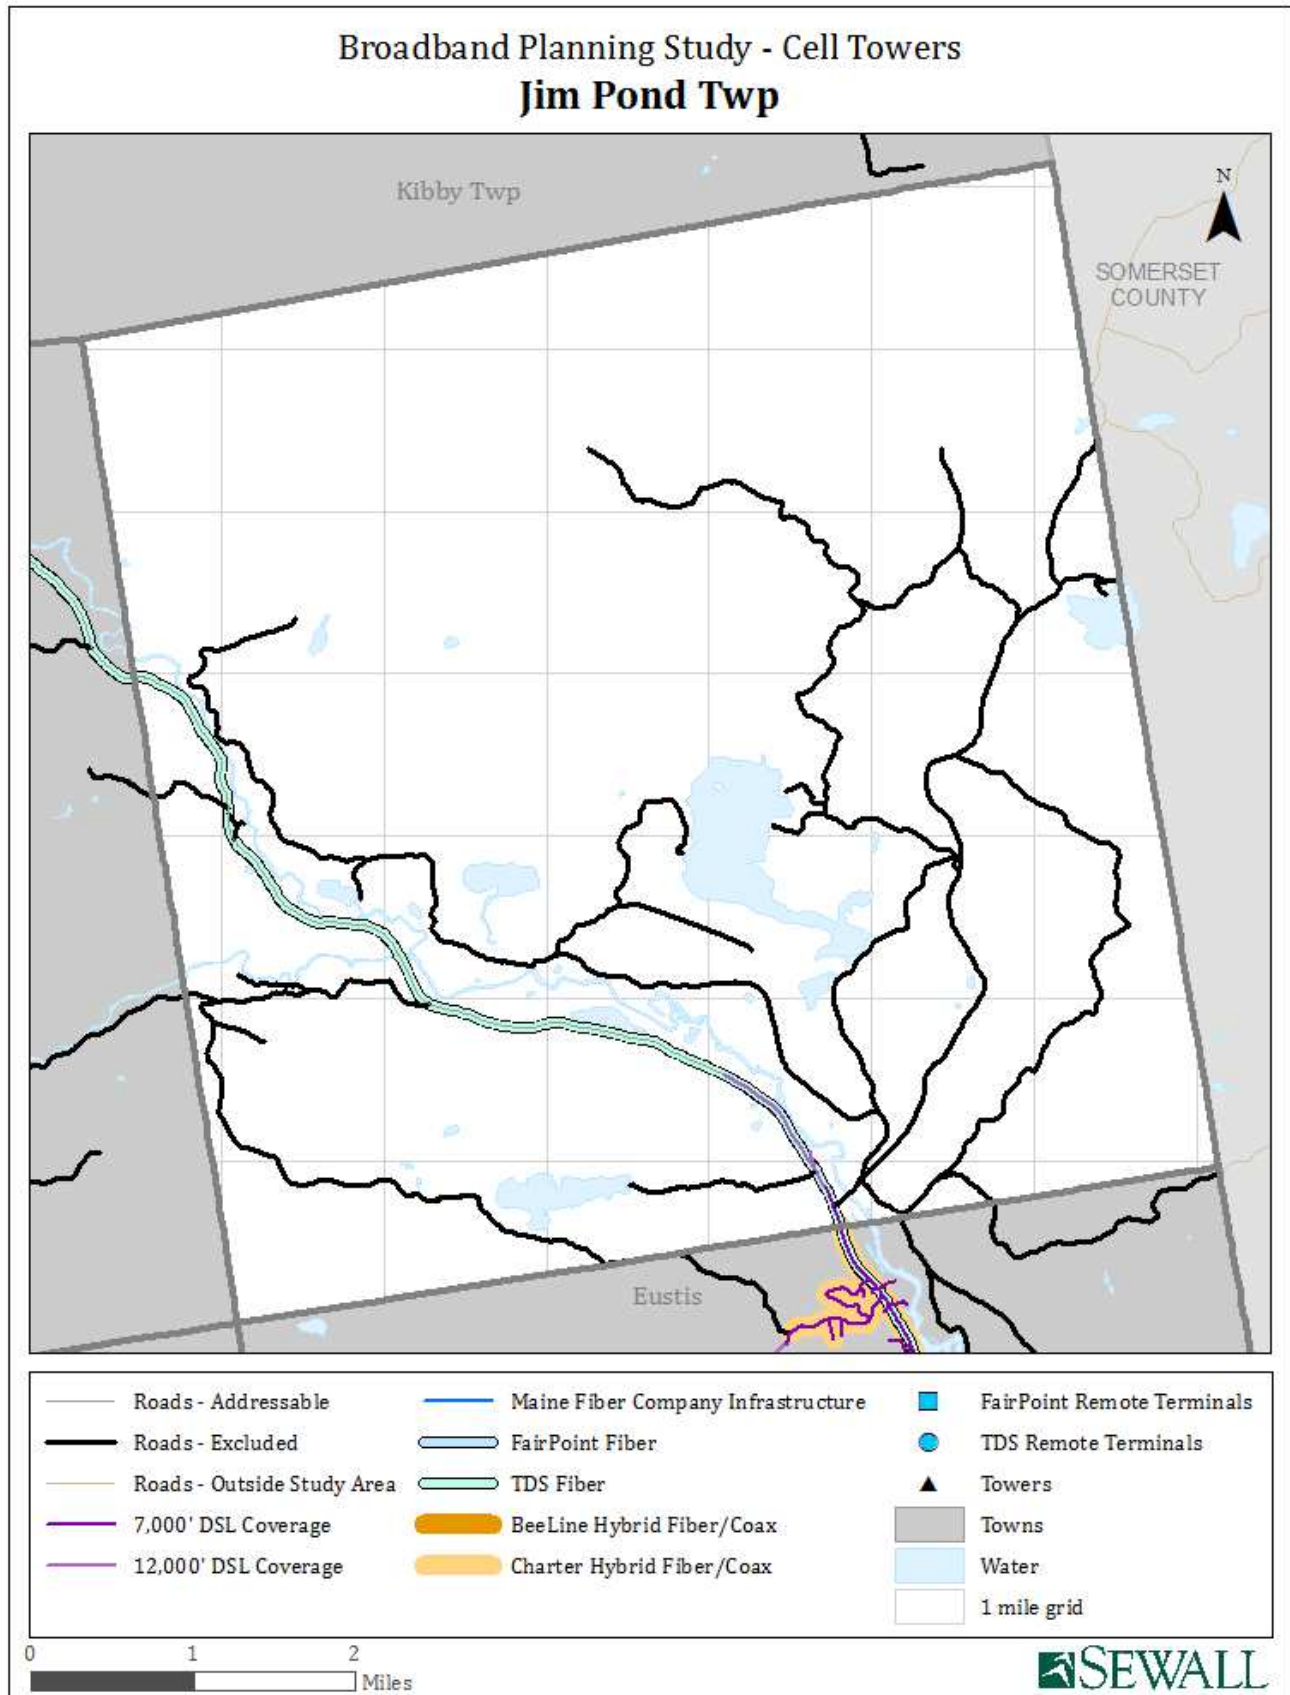 Broadband Planning Study - Cell Towers
Jim Pond Twp
Kibby Twp
N
SOMERSET
COUNTY
Eustis
Roads - Addressable
Roads - Excluded
Roads - Outside Study Area
7,000' DSL Coverage
12,000' DSL Coverage
Maine Fiber Company Infrastructure
FairPoint Fiber
TDS Fiber
BeeLine Hybrid Fiber/Coax
Charter Hybrid Fiber/Coax
FairPoint Remote Terminals
TDS Remote Terminals
Towers
Towns
Water
1 mile grid
0 1 2
Miles
SEWALL